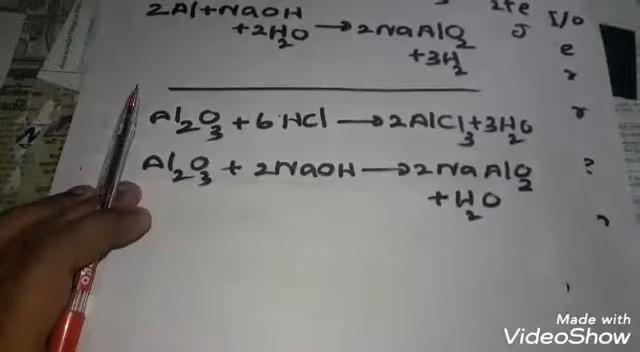 2Al+NaOH
+2H₂O → 2NaAlO₂
+3H₂
Al₂O₃ + 6HCl → 2AlCl₃ + 3H₂O
Al₂O₃ + 2NaOH → 2NaAlO₂
+ H₂O
I/o
e
r
r
?
Made with
VideoShow